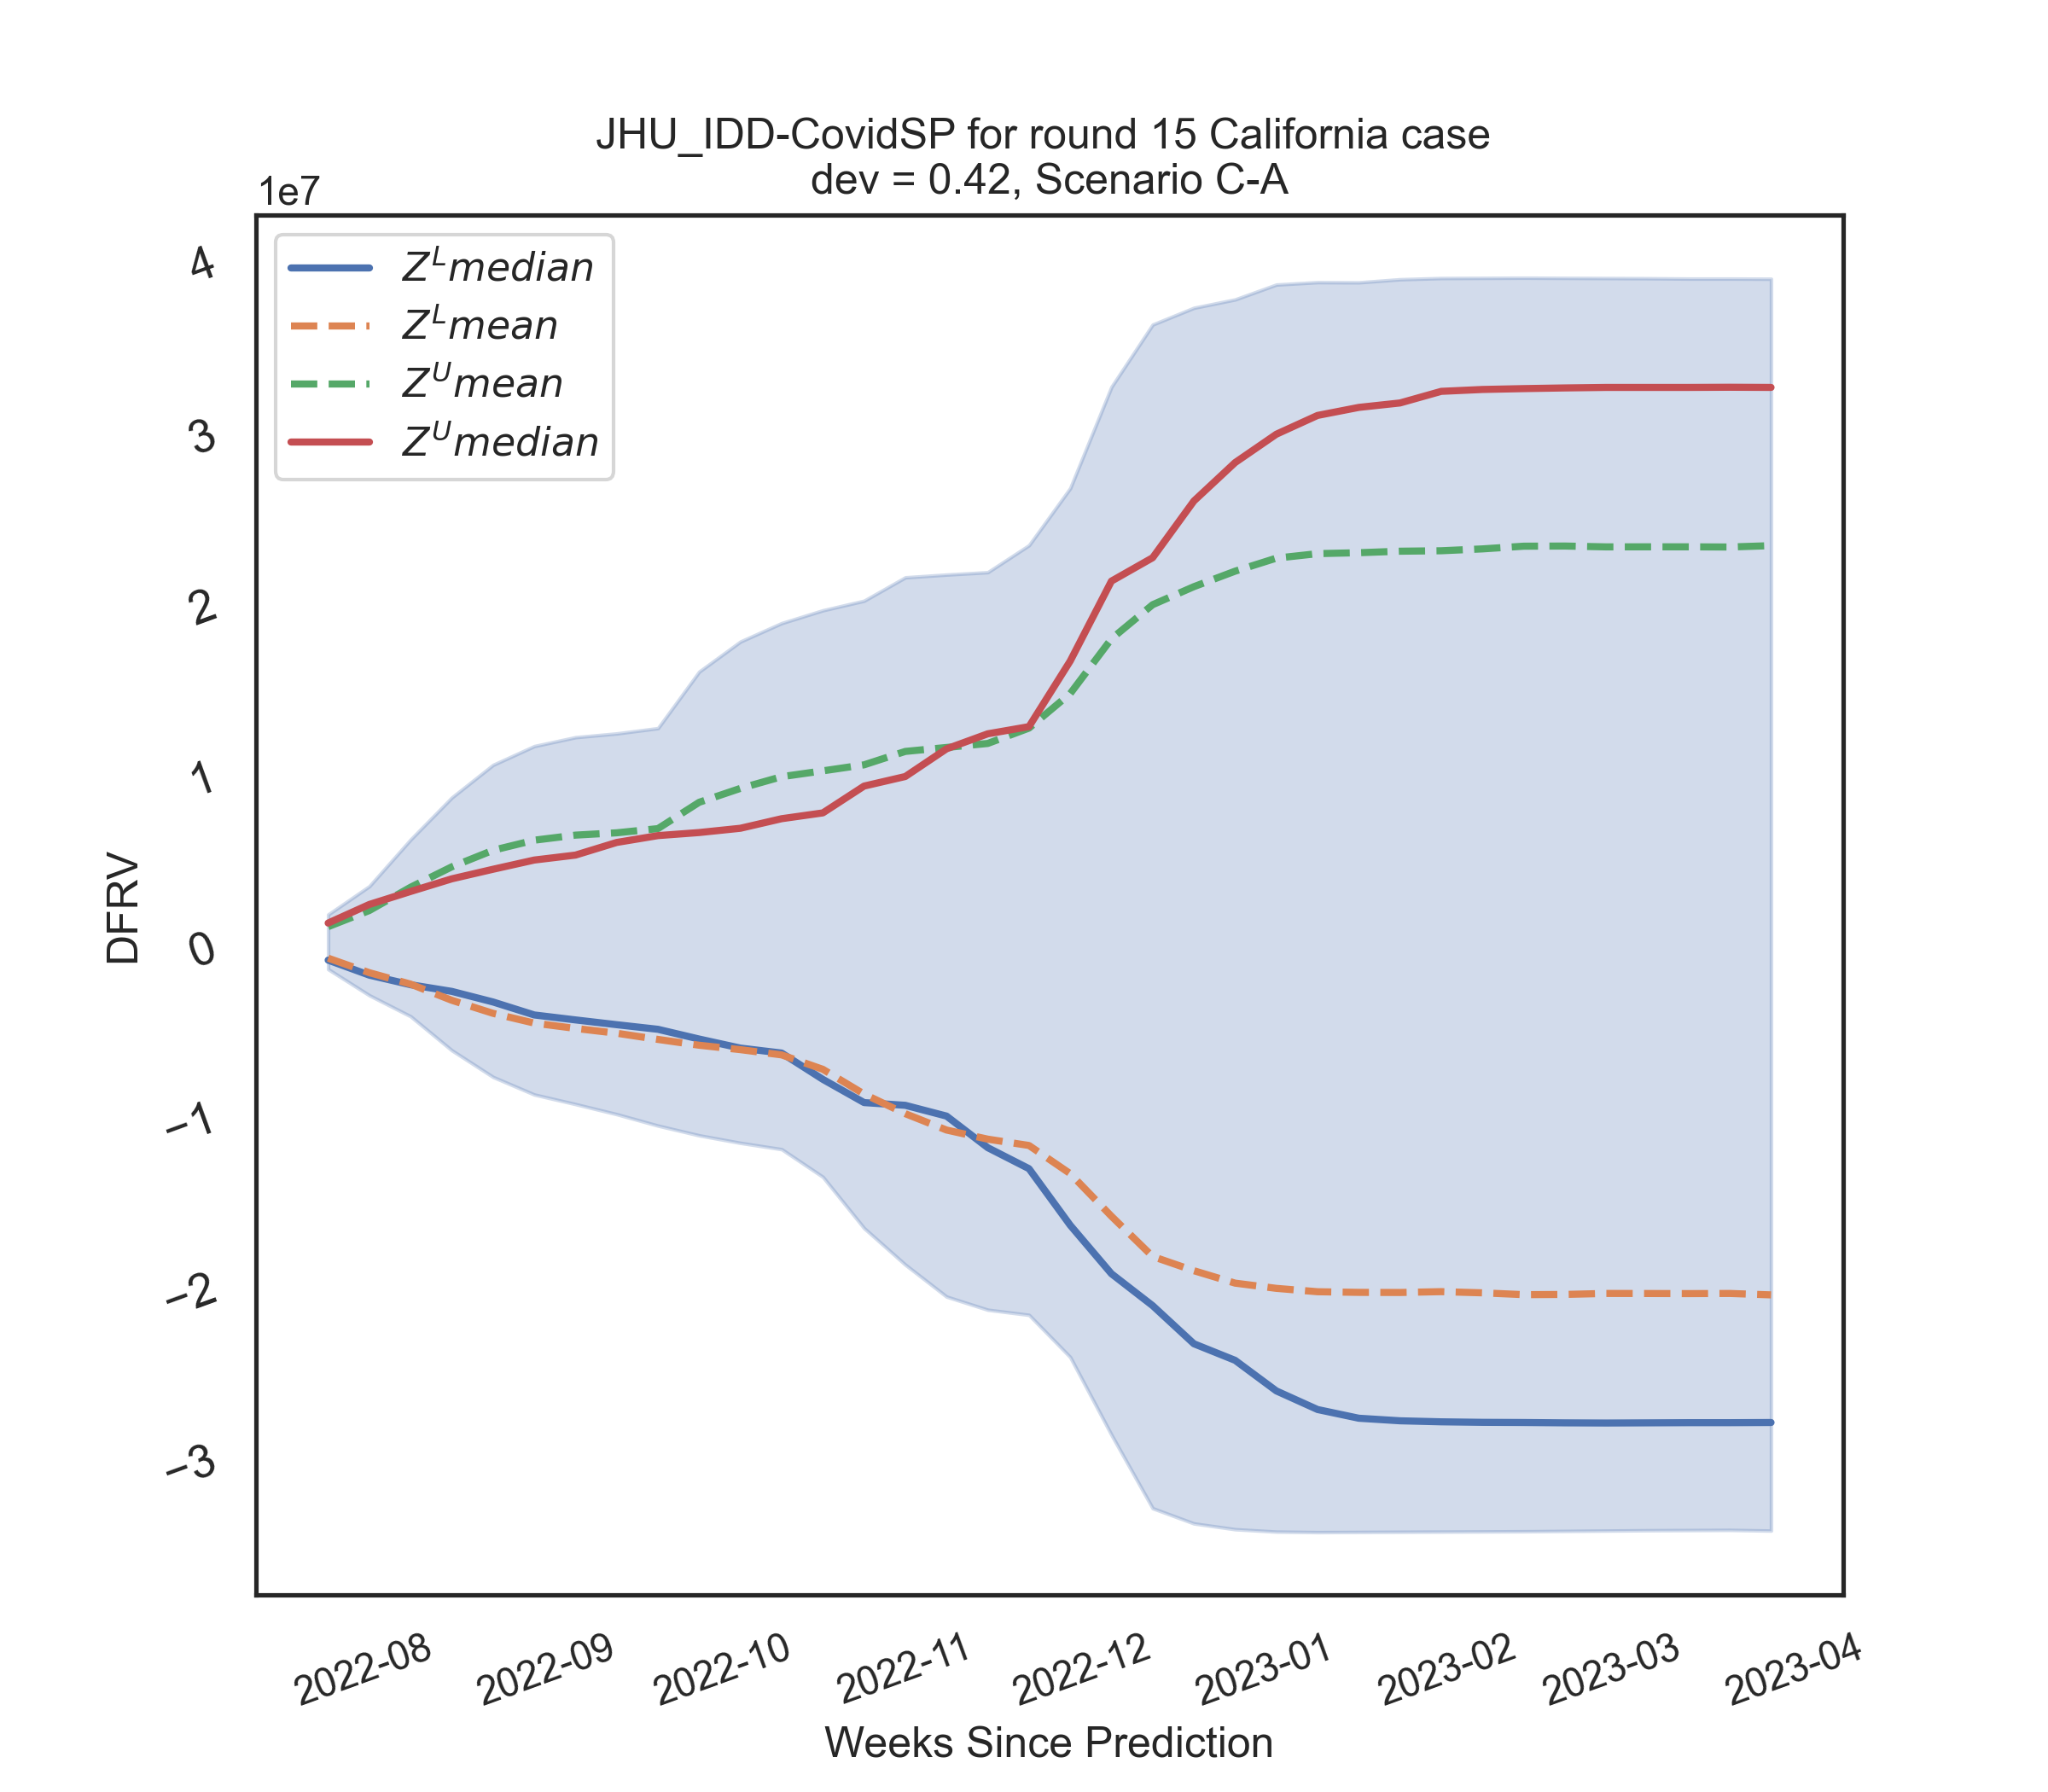 JHU_IDD-CovidSP for round 15 California case
dev = 0.42, Scenario C-A
1e7
Z^L median
Z^L mean
Z^U mean
Z^U median
4
3
2
1
0
−1
−2
−3
DFRV
2022-08
2022-09
2022-10
2022-11
2022-12
2023-01
2023-02
2023-03
2023-04
Weeks Since Prediction